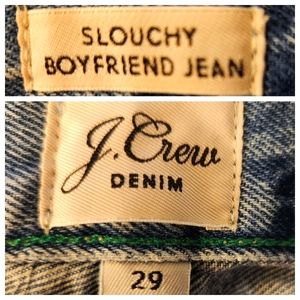 SLOUCHY
BOYFRIEND JEAN
J.Crew
DENIM
29